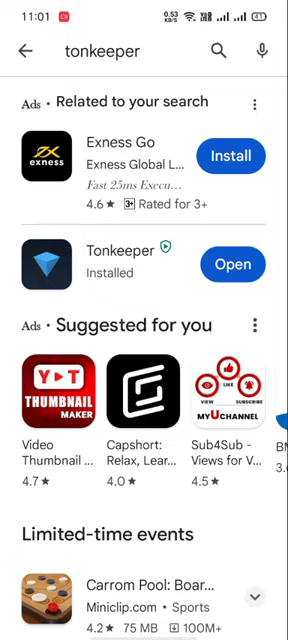 11:01
0.53 KB/S
41
tonkeeper
Ads • Related to your search
exness
Exness Go
Exness Global L...
Fast 25ms Execu...
4.6 ★ 3+ Rated for 3+
Install
Tonkeeper
Installed
Open
Ads • Suggested for you
Y T
THUMBNAIL
MAKER
VIEW
LIKE
SUBSCRIBE
MY U CHANNEL
Video
Thumbnail ...
4.7 ★
Capshort:
Relax, Lear...
4.0 ★
Sub4Sub -
Views for V...
4.5 ★
Limited-time events
Carrom Pool: Boar...
Miniclip.com • Sports
4.2 ★ 75 MB 100M+